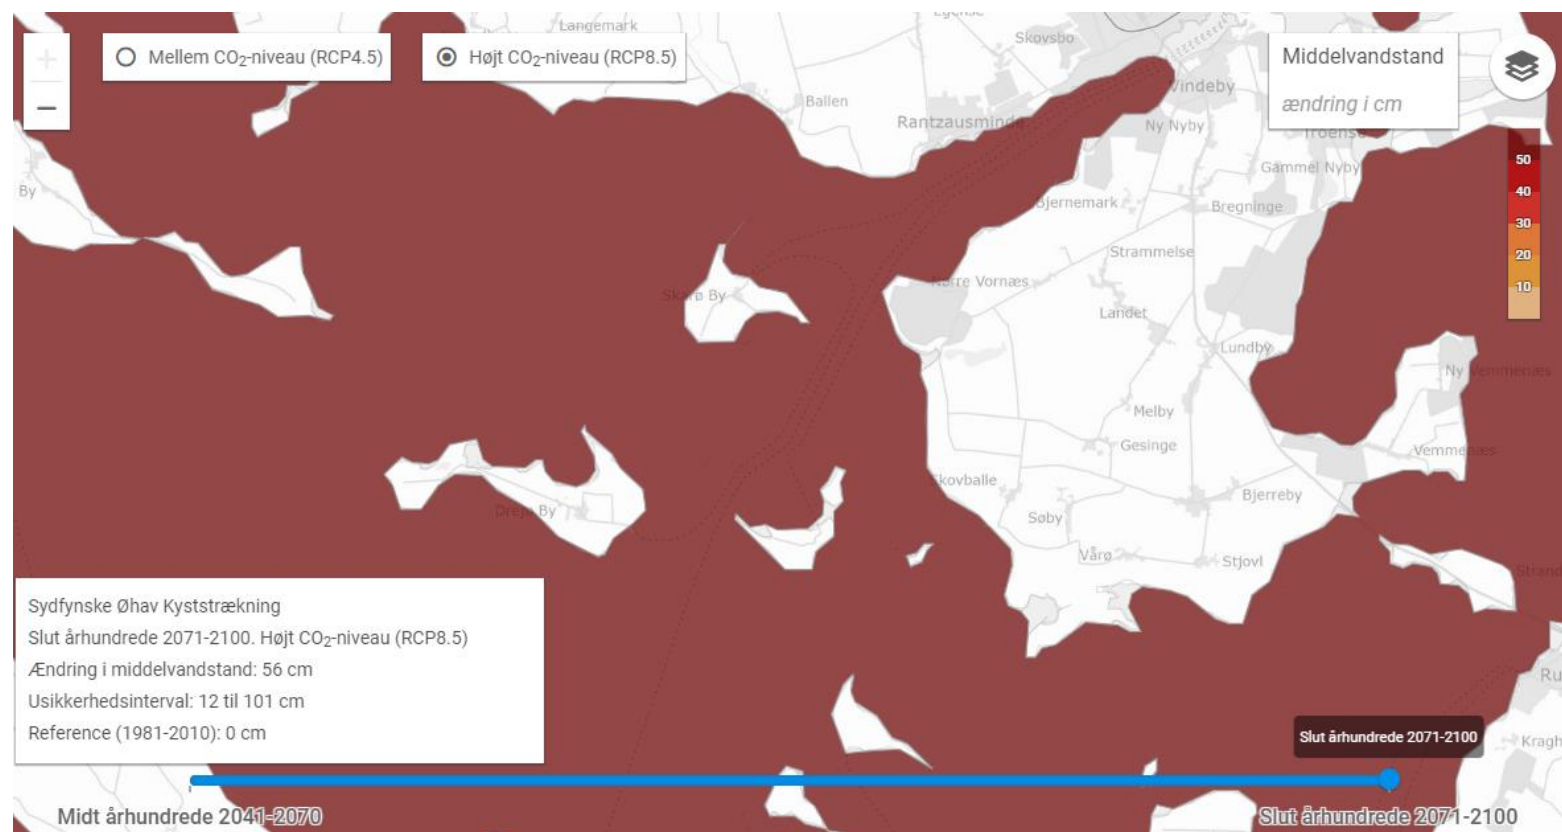 Langemark
Egense
Skovsbo
+
Mellem CO₂-niveau (RCP4.5)
Højt CO₂-niveau (RCP8.5)
Middelvandstand
ændring i cm
−
Vindeby
Ballen
Rantzausminde
Ny Nyby
Troense
50
Gammel Nyby
By
40
Bjernemark
Bregninge
30
Strammelse
20
Skarø By
Nørre Vornæs
10
Landet
Lundby
Ny Vemmenæs
Melby
Gesinge
Vemmenæs
Skovballe
Bjerreby
Drejø By
Søby
Vårø
Stjovl
Strand
Sydfynske Øhav Kyststrækning
Slut århundrede 2071-2100. Højt CO₂-niveau (RCP8.5)
Ændring i middelvandstand: 56 cm
Usikkerhedsinterval: 12 til 101 cm
Reference (1981-2010): 0 cm
Ru
Slut århundrede 2071-2100
Kragh
Midt århundrede 2041-2070
Slut århundrede 2071-2100